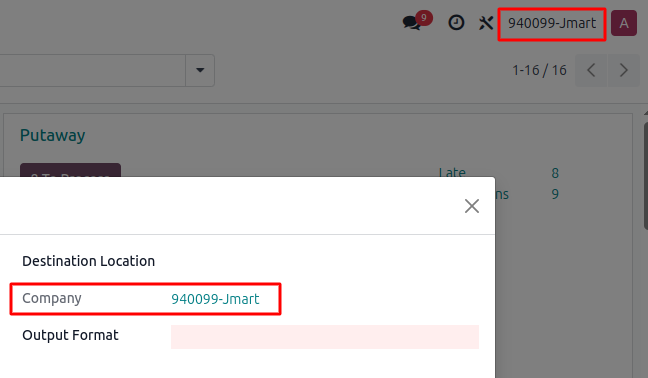 9
940099-Jmart
A
1-16 / 16
Putaway
Late 8
9
Destination Location
Company 940099-Jmart
Output Format